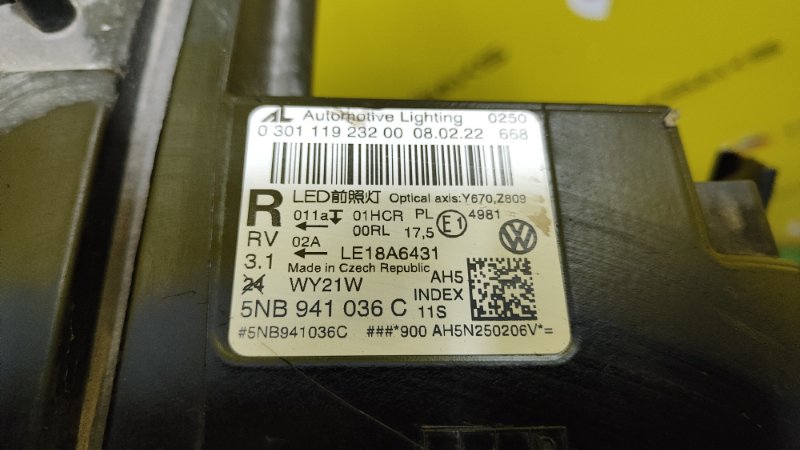 AL Automotive Lighting 0250
0 301 119 232 00 08.02.22 668
R LED前照灯 Optical axis:Y670,Z809
011a 01HCR PL E1 4981
← 00RL 17,5
RV 02A ← LE18A6431
3.1 Made in Czech Republic AH5
24 WY21W INDEX
5NB 941 036 C 11S
#5NB941036C ###*900 AH5N250206V*=